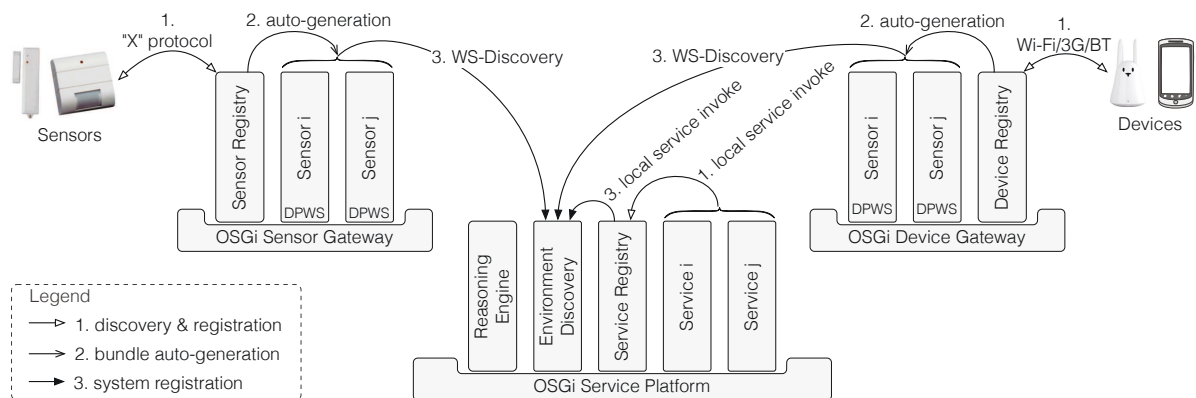 1.
"X" protocol
2. auto-generation
3. WS-Discovery
3. WS-Discovery
2. auto-generation
1.
Wi-Fi/3G/BT
Sensors
Sensor Registry
Sensor i
Sensor j
DPWS
DPWS
OSGi Sensor Gateway
3. local service invoke
1. local service invoke
Sensor i
Sensor j
DPWS
DPWS
Device Registry
Devices
OSGi Device Gateway
Reasoning
Engine
Environment
Discovery
Service Registry
Service i
Service j
OSGi Service Platform
Legend
1. discovery & registration
2. bundle auto-generation
3. system registration